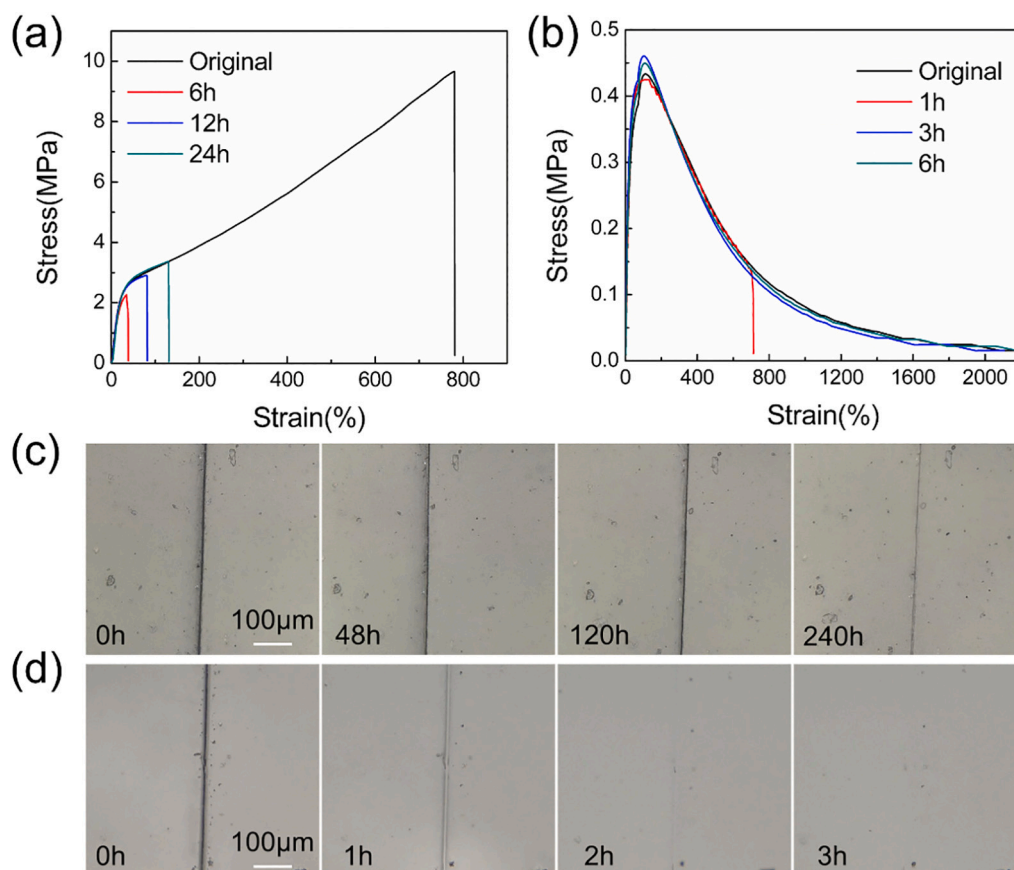 (a)
Original
6h
12h
24h
10
8
6
4
2
0
0
200
400
600
800
Stress(MPa)
Strain(%)
(b)
Original
1h
3h
6h
0.5
0.4
0.3
0.2
0.1
0.0
0
400
800
1200
1600
2000
Stress(MPa)
Strain(%)
(c)
0h
100μm
48h
120h
240h
(d)
0h
100μm
1h
2h
3h